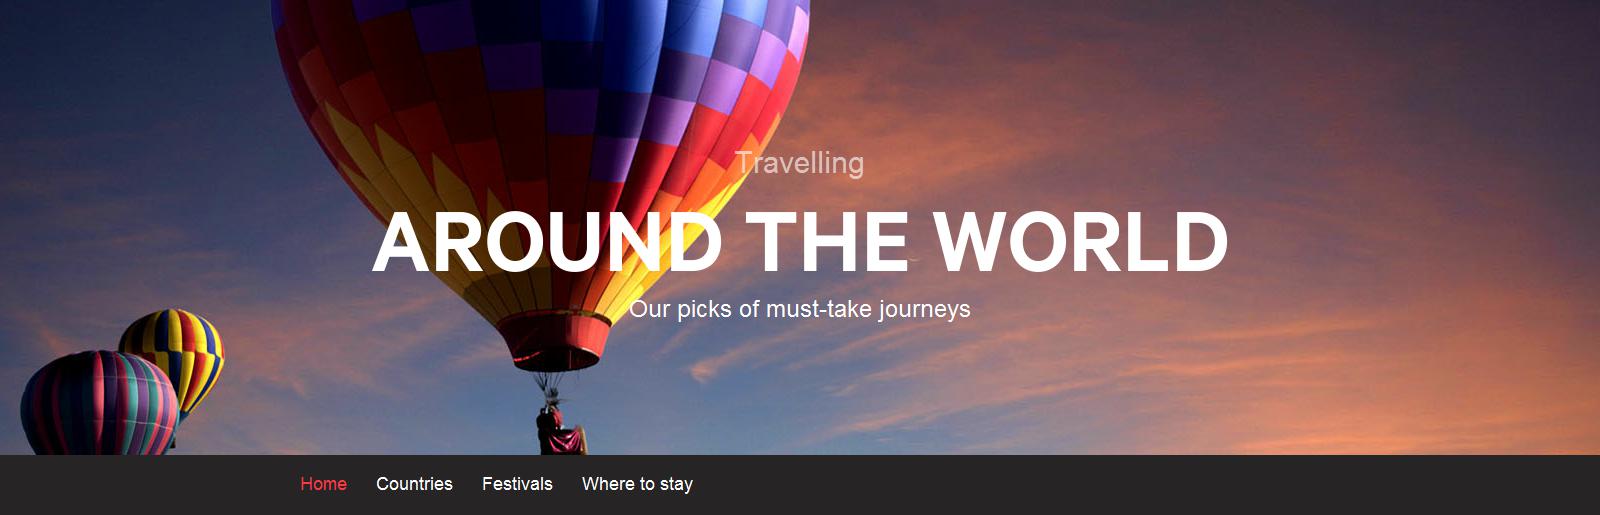 Travelling
AROUND THE WORLD
Our picks of must-take journeys
Home Countries Festivals Where to stay